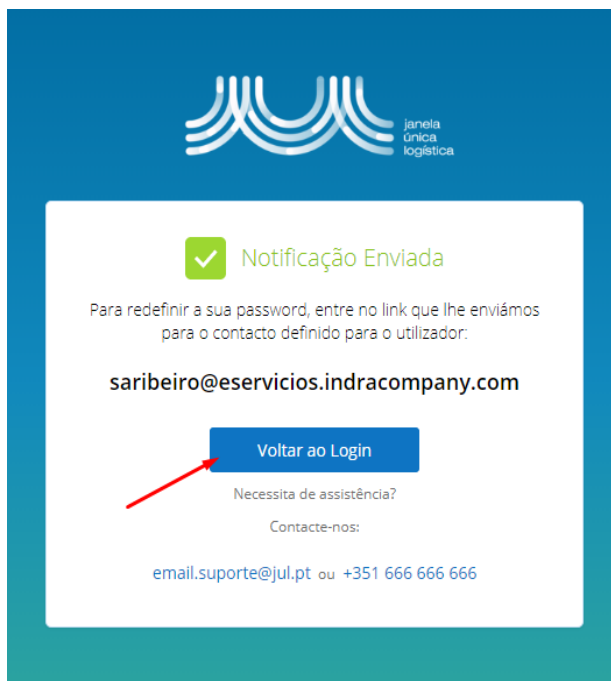 JUL
janela
única
logística
Notificação Enviada
Para redefinir a sua password, entre no link que lhe enviámos
para o contacto definido para o utilizador:
saribeiro@eservicios.indracompany.com
Voltar ao Login
Necessita de assistência?
Contacte-nos:
email.suporte@jul.pt ou +351 666 666 666